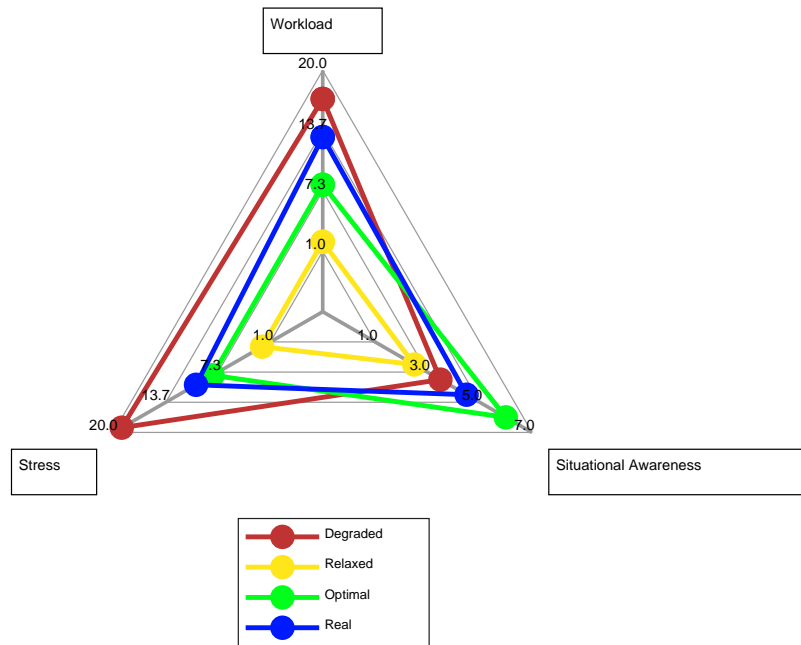 Workload
20.0
13.7
7.3
1.0
1.0
1.0
7.3
3.0
13.7
5.0
20.0
7.0
Stress
Situational Awareness
Degraded
Relaxed
Optimal
Real